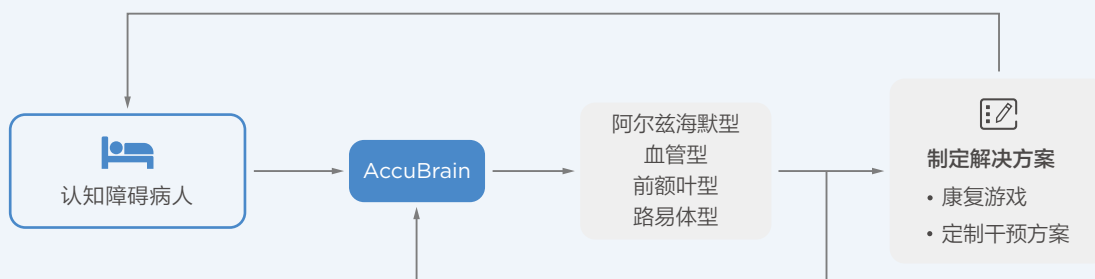 认知障碍病人
AccuBrain
阿尔兹海默型
血管型
前额叶型
路易体型
制定解决方案
• 康复游戏
• 定制干预方案